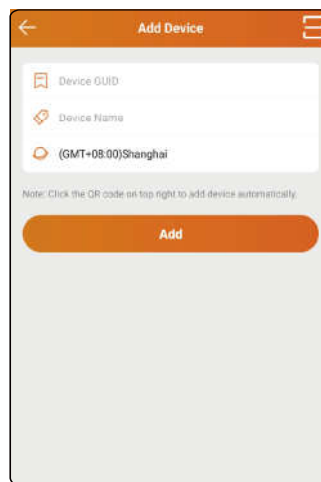 Add Device
Device GUID
Device Name
(GMT+08:00)Shanghai
Note: Click the QR code on top right to add device automatically.
Add